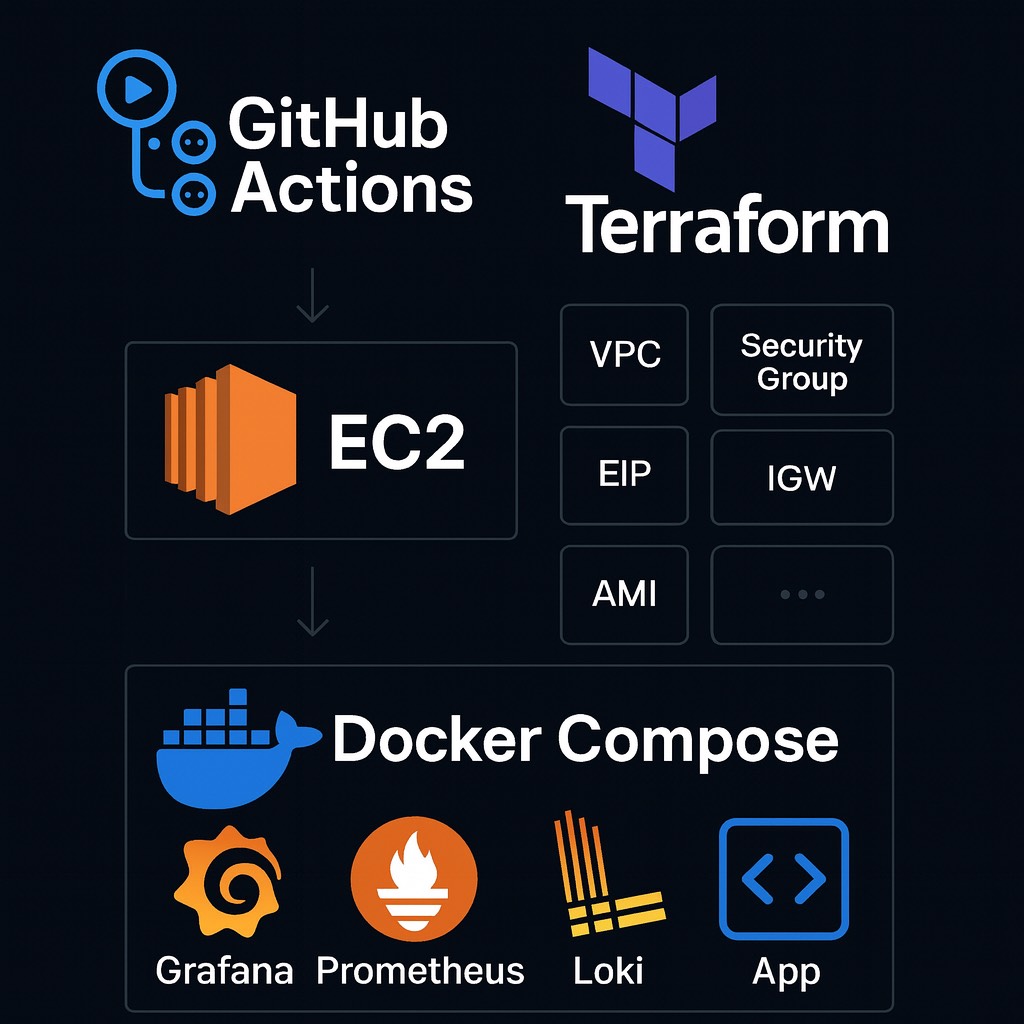 GitHub
Actions
Terraform
VPC
Security
Group
EC2
EIP
IGW
AMI
•••
Docker Compose
Grafana
Prometheus
Loki
App